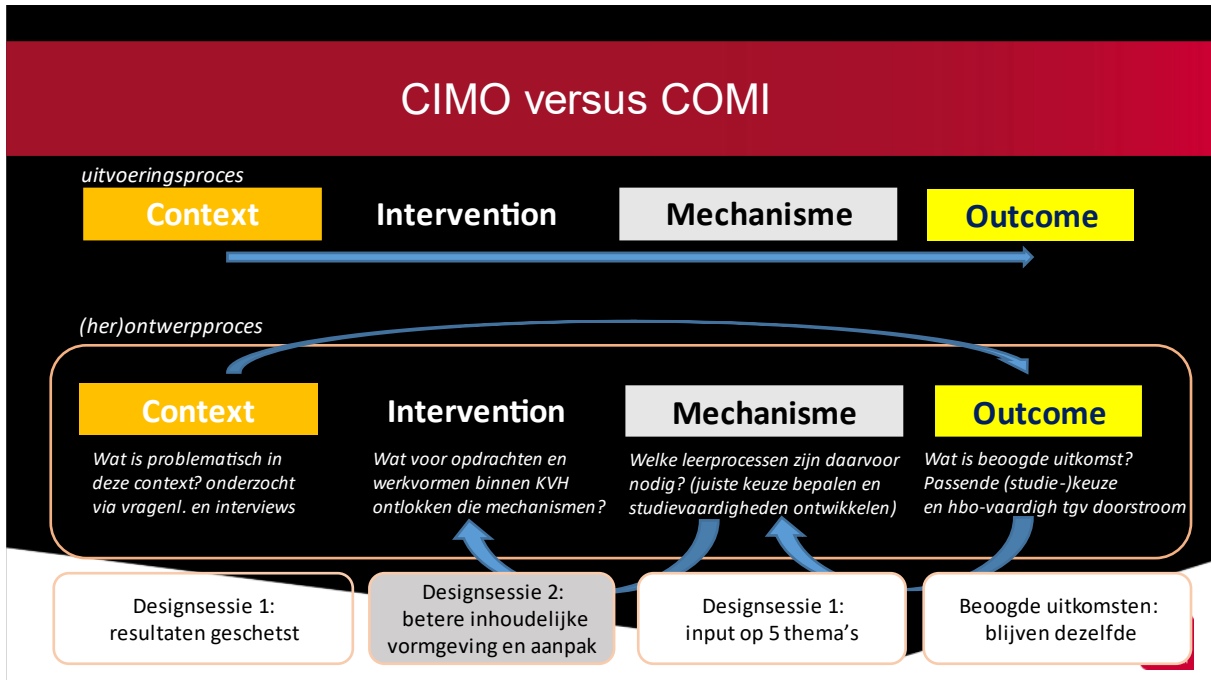 CIMO versus COMI
uitvoeringsproces
Context
Intervention
Mechanisme
Outcome
(her)ontwerpproces
Context
Intervention
Mechanisme
Outcome
Wat is problematisch in
deze context? onderzocht
via vragenl. en interviews
Wat voor opdrachten en
werkvormen binnen KVH
ontlokken die mechanismen?
Welke leerprocessen zijn daarvoor
nodig? (juiste keuze bepalen en
studievaardigheden ontwikkelen)
Wat is beoogde uitkomst?
Passende (studie-)keuze
en hbo-vaardigh tgv doorstroom
Designsessie 1:
resultaten geschetst
Designsessie 2:
betere inhoudelijke
vormgeving en aanpak
Designsessie 1:
input op 5 thema's
Beoogde uitkomsten:
blijven dezelfde